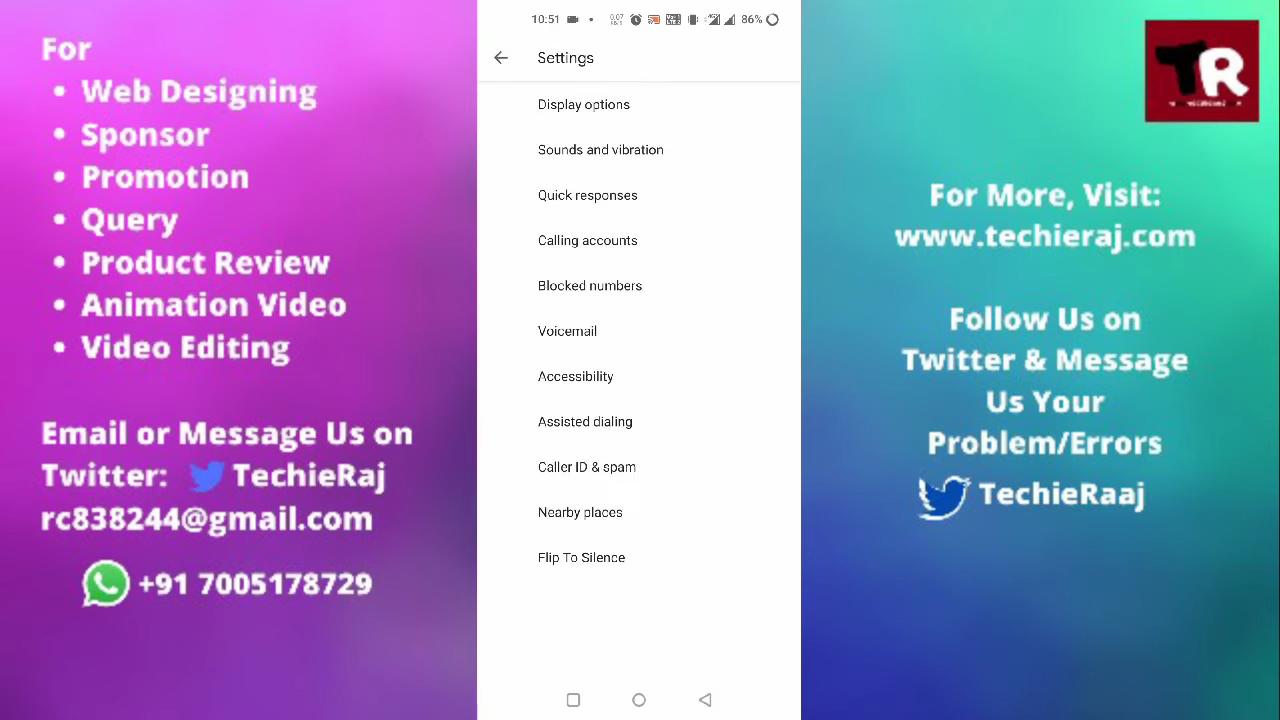 For
• Web Designing
• Sponsor
• Promotion
• Query
• Product Review
• Animation Video
• Video Editing
Email or Message Us on
Twitter: TechieRaj
rc838244@gmail.com
+91 7005178729
10:51
86%
Settings
Display options
Sounds and vibration
Quick responses
Calling accounts
Blocked numbers
Voicemail
Accessibility
Assisted dialing
Caller ID & spam
Nearby places
Flip To Silence
TR
For More, Visit:
www.techieraj.com
Follow Us on
Twitter & Message
Us Your
Problem/Errors
TechieRaaj